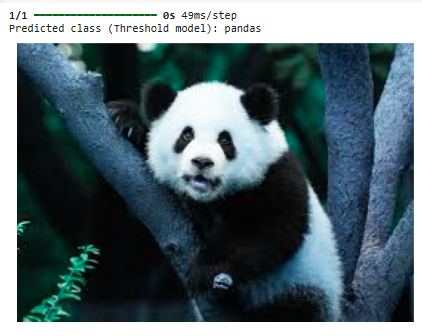 1/1 ━━━━━━━━━━━━━━━━━━━━ 0s 49ms/step
Predicted class (Threshold model): pandas